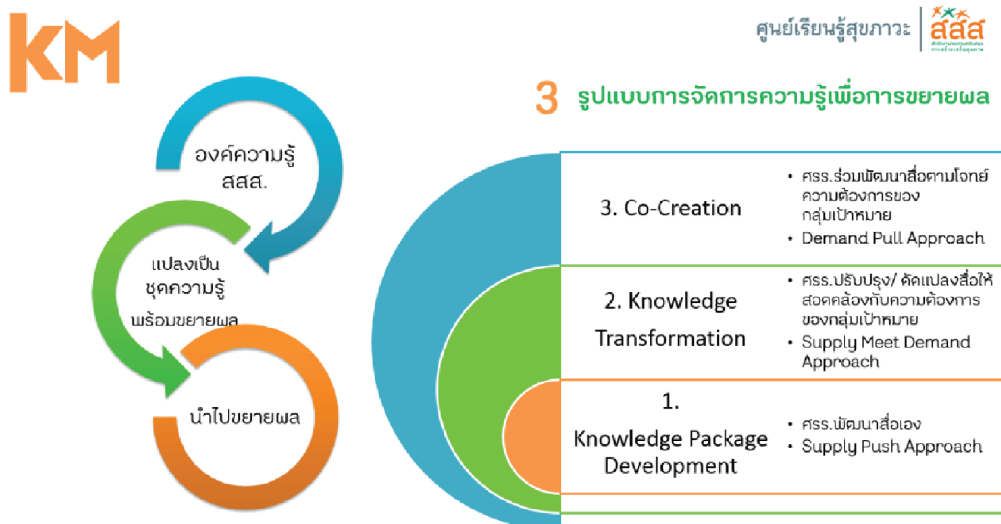 KM
ศูนย์เรียนรู้สุขภาวะ
สสส
3 รูปแบบการจัดการความรู้เพื่อการขยายผล
องค์ความรู้
สสส.
แปลงเป็น
ชุดความรู้
พร้อมขยายผล
นำไปขยายผล
3. Co-Creation
• ศรร.ร่วมพัฒนาสื่อตามโจทย์
ความต้องการของ
กลุ่มเป้าหมาย
• Demand Pull Approach
2. Knowledge
Transformation
• ศรร.ปรับปรุง/ ดัดแปลงสื่อให้
สอดคล้องกับความต้องการ
ของกลุ่มเป้าหมาย
• Supply Meet Demand
Approach
1.
Knowledge Package
Development
• ศรร.พัฒนาสื่อเอง
• Supply Push Approach